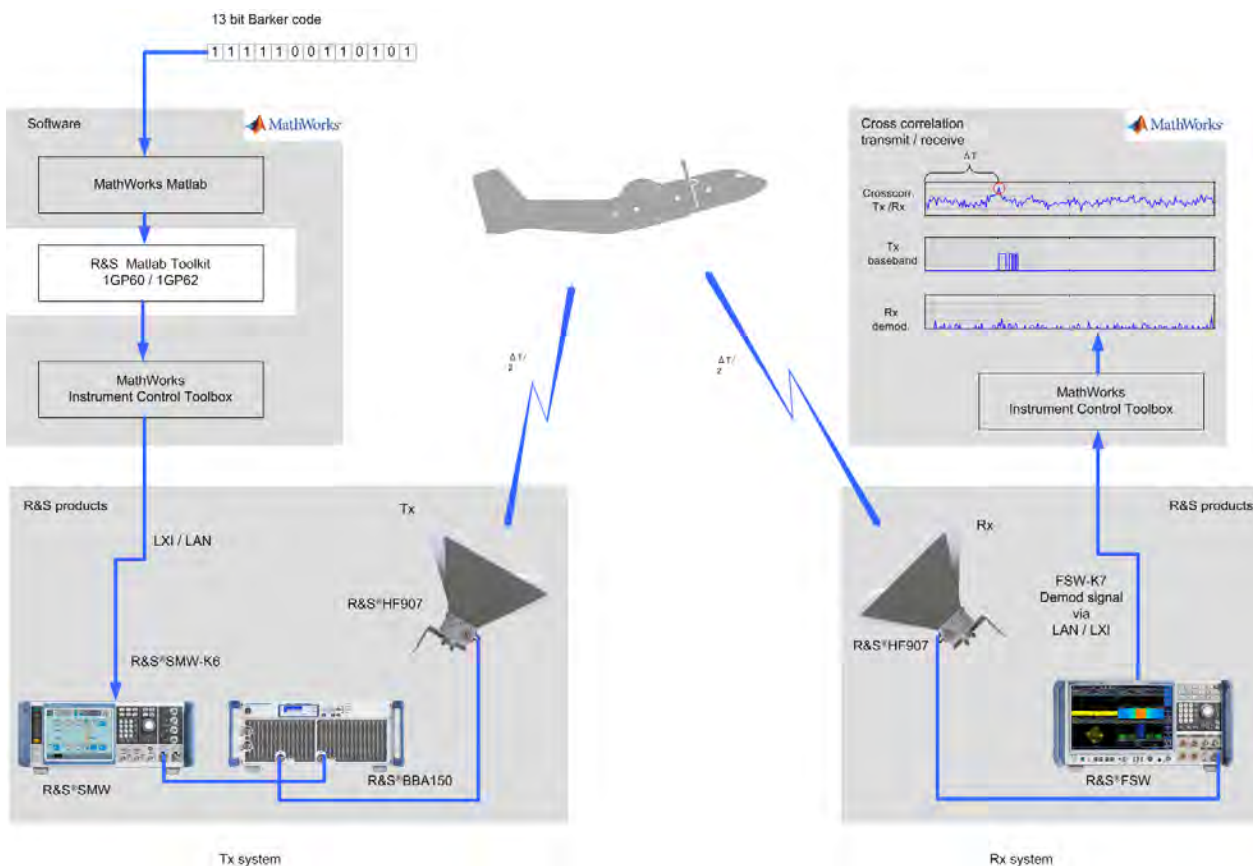 13 bit Barker code
1 1 1 1 1 0 0 1 1 0 1 0 1
Software
MathWorks
MathWorks Matlab
R&S Matlab Toolkit
1GP60 / 1GP62
MathWorks
Instrument Control Toolbox
R&S products
LXI / LAN
Tx
R&S®HF907
R&S®SMW-K6
R&S®SMW
R&S®BBA150
Tx system
ΔT/
2
ΔT/
2
Cross correlation
transmit / receive
MathWorks
ΔT
Crosscorr.
Tx /Rx
Tx
baseband
Rx
demod.
MathWorks
Instrument Control Toolbox
R&S products
Rx
FSW-K7
Demod signal
via
LAN / LXI
R&S®HF907
R&S®FSW
Rx system